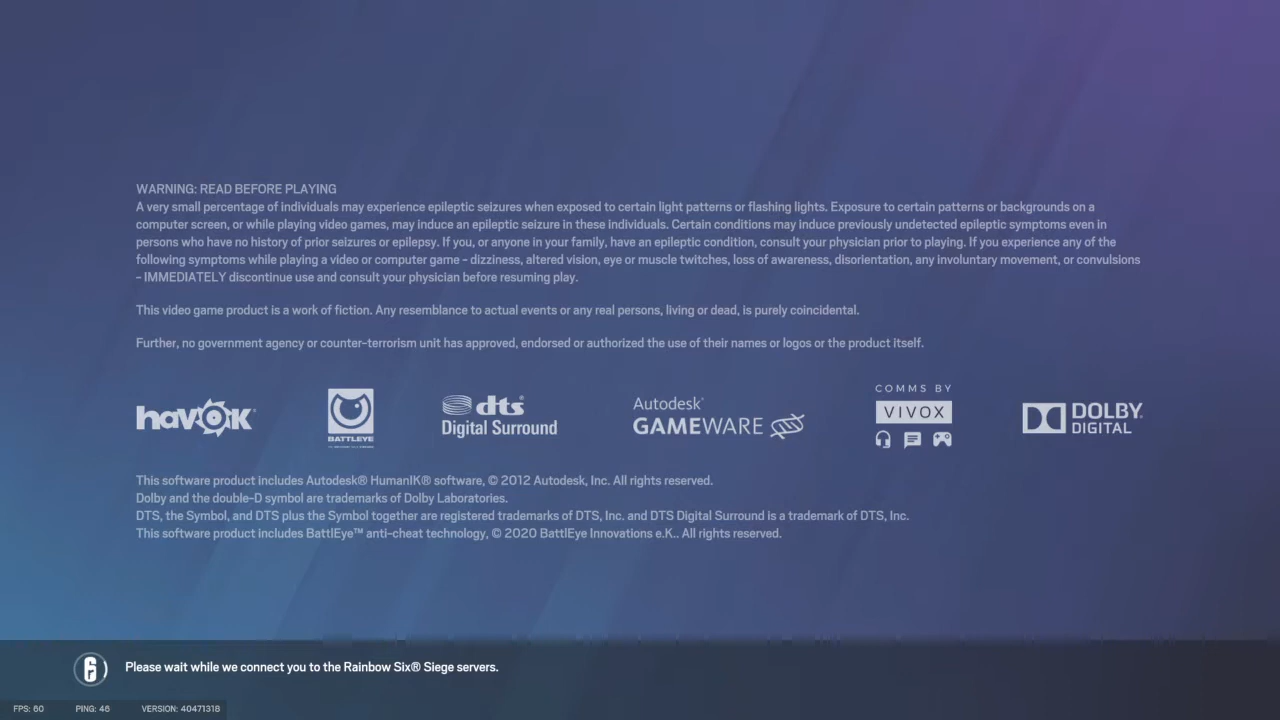 WARNING: READ BEFORE PLAYING
A very small percentage of individuals may experience epileptic seizures when exposed to certain light patterns or flashing lights. Exposure to certain patterns or backgrounds on a
computer screen, or while playing video games, may induce an epileptic seizure in these individuals. Certain conditions may induce previously undetected epileptic symptoms even in
persons who have no history of prior seizures or epilepsy. If you, or anyone in your family, have an epileptic condition, consult your physician prior to playing. If you experience any of the
following symptoms while playing a video or computer game - dizziness, altered vision, eye or muscle twitches, loss of awareness, disorientation, any involuntary movement, or convulsions
- IMMEDIATELY discontinue use and consult your physician before resuming play.
This video game product is a work of fiction. Any resemblance to actual events or any real persons, living or dead, is purely coincidental.
Further, no government agency or counter-terrorism unit has approved, endorsed or authorized the use of their names or logos or the product itself.
havok
BATTLEYE
dts
Digital Surround
Autodesk®
GAMEWARE
COMMS BY
VIVOX
DOLBY
DIGITAL
This software product includes Autodesk® HumanIK® software, © 2012 Autodesk, Inc. All rights reserved.
Dolby and the double-D symbol are trademarks of Dolby Laboratories.
DTS, the Symbol, and DTS plus the Symbol together are registered trademarks of DTS, Inc. and DTS Digital Surround is a trademark of DTS, Inc.
This software product includes BattlEye™ anti-cheat technology, © 2020 BattlEye Innovations e.K.. All rights reserved.
Please wait while we connect you to the Rainbow Six® Siege servers.
FPS: 60 PING: 46 VERSION: 40471318